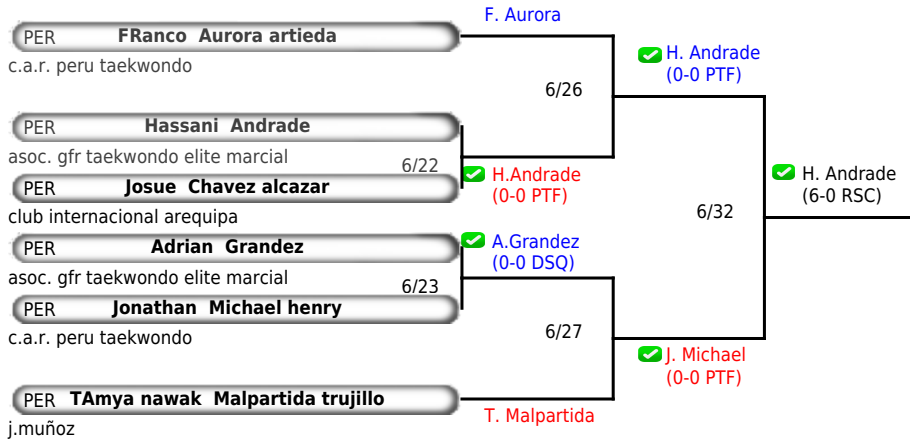 F. Aurora
PER FRanco Aurora artieda
c.a.r. peru taekwondo
H. Andrade
(0-0 PTF)
6/26
PER Hassani Andrade
asoc. gfr taekwondo elite marcial
6/22
H.Andrade
(0-0 PTF)
PER Josue Chavez alcazar
club internacional arequipa
H. Andrade
(6-0 RSC)
6/32
PER Adrian Grandez
asoc. gfr taekwondo elite marcial
A.Grandez
(0-0 DSQ)
6/23
PER Jonathan Michael henry
c.a.r. peru taekwondo
6/27
J. Michael
(0-0 PTF)
PER TAmya nawak Malpartida trujillo
j.muñoz
T. Malpartida